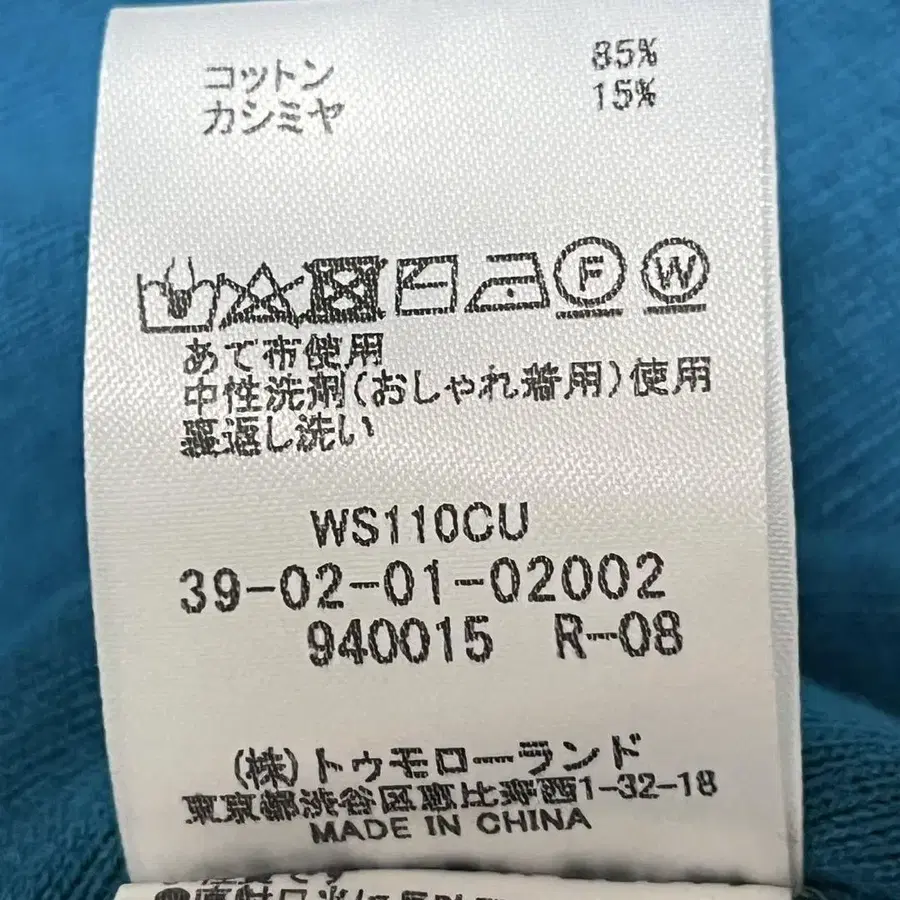 コットン 85%
カシミヤ 15%
F W
あて布使用
中性洗剤(おしゃれ着用)使用
裏返し洗い
WS110CU
39-02-01-02002
940015 R-08
(株)トゥモローランド
東京都渋谷区恵比寿西1-32-18
MADE IN CHINA